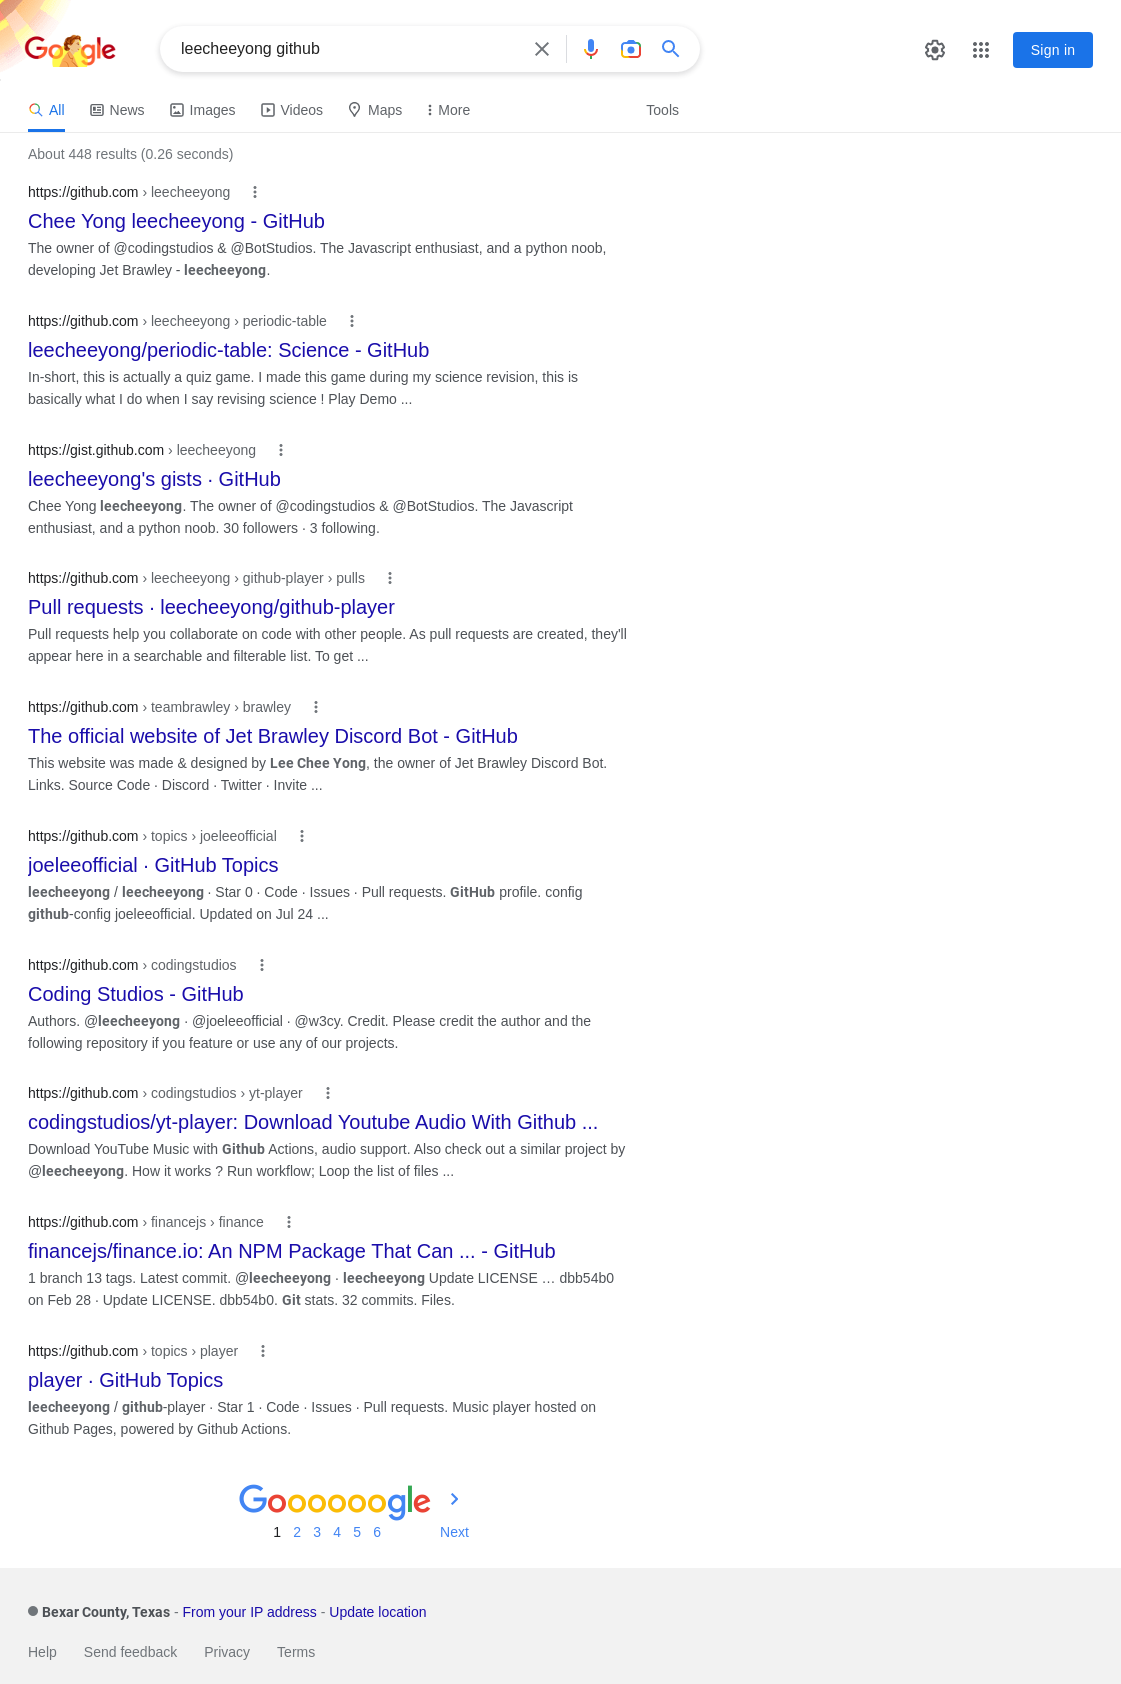 Google
leecheeyong github
Sign in
All News Images Videos Maps More Tools
About 448 results (0.26 seconds)
https://github.com › leecheeyong
Chee Yong leecheeyong - GitHub
The owner of @codingstudios & @BotStudios. The Javascript enthusiast, and a python noob,
developing Jet Brawley - leecheeyong.
https://github.com › leecheeyong › periodic-table
leecheeyong/periodic-table: Science - GitHub
In-short, this is actually a quiz game. I made this game during my science revision, this is
basically what I do when I say revising science ! Play Demo ...
https://gist.github.com › leecheeyong
leecheeyong's gists · GitHub
Chee Yong leecheeyong. The owner of @codingstudios & @BotStudios. The Javascript
enthusiast, and a python noob. 30 followers · 3 following.
https://github.com › leecheeyong › github-player › pulls
Pull requests · leecheeyong/github-player
Pull requests help you collaborate on code with other people. As pull requests are created, they'll
appear here in a searchable and filterable list. To get ...
https://github.com › teambrawley › brawley
The official website of Jet Brawley Discord Bot - GitHub
This website was made & designed by Lee Chee Yong, the owner of Jet Brawley Discord Bot.
Links. Source Code · Discord · Twitter · Invite ...
https://github.com › topics › joeleeofficial
joeleeofficial · GitHub Topics
leecheeyong / leecheeyong · Star 0 · Code · Issues · Pull requests. GitHub profile. config
github-config joeleeofficial. Updated on Jul 24 ...
https://github.com › codingstudios
Coding Studios - GitHub
Authors. @leecheeyong · @joeleeofficial · @w3cy. Credit. Please credit the author and the
following repository if you feature or use any of our projects.
https://github.com › codingstudios › yt-player
codingstudios/yt-player: Download Youtube Audio With Github ...
Download YouTube Music with Github Actions, audio support. Also check out a similar project by
@leecheeyong. How it works ? Run workflow; Loop the list of files ...
https://github.com › financejs › finance
financejs/finance.io: An NPM Package That Can ... - GitHub
1 branch 13 tags. Latest commit. @leecheeyong · leecheeyong Update LICENSE … dbb54b0
on Feb 28 · Update LICENSE. dbb54b0. Git stats. 32 commits. Files.
https://github.com › topics › player
player · GitHub Topics
leecheeyong / github-player · Star 1 · Code · Issues · Pull requests. Music player hosted on
Github Pages, powered by Github Actions.
Goooooogle
1 2 3 4 5 6 Next
Bexar County, Texas - From your IP address - Update location
Help Send feedback Privacy Terms